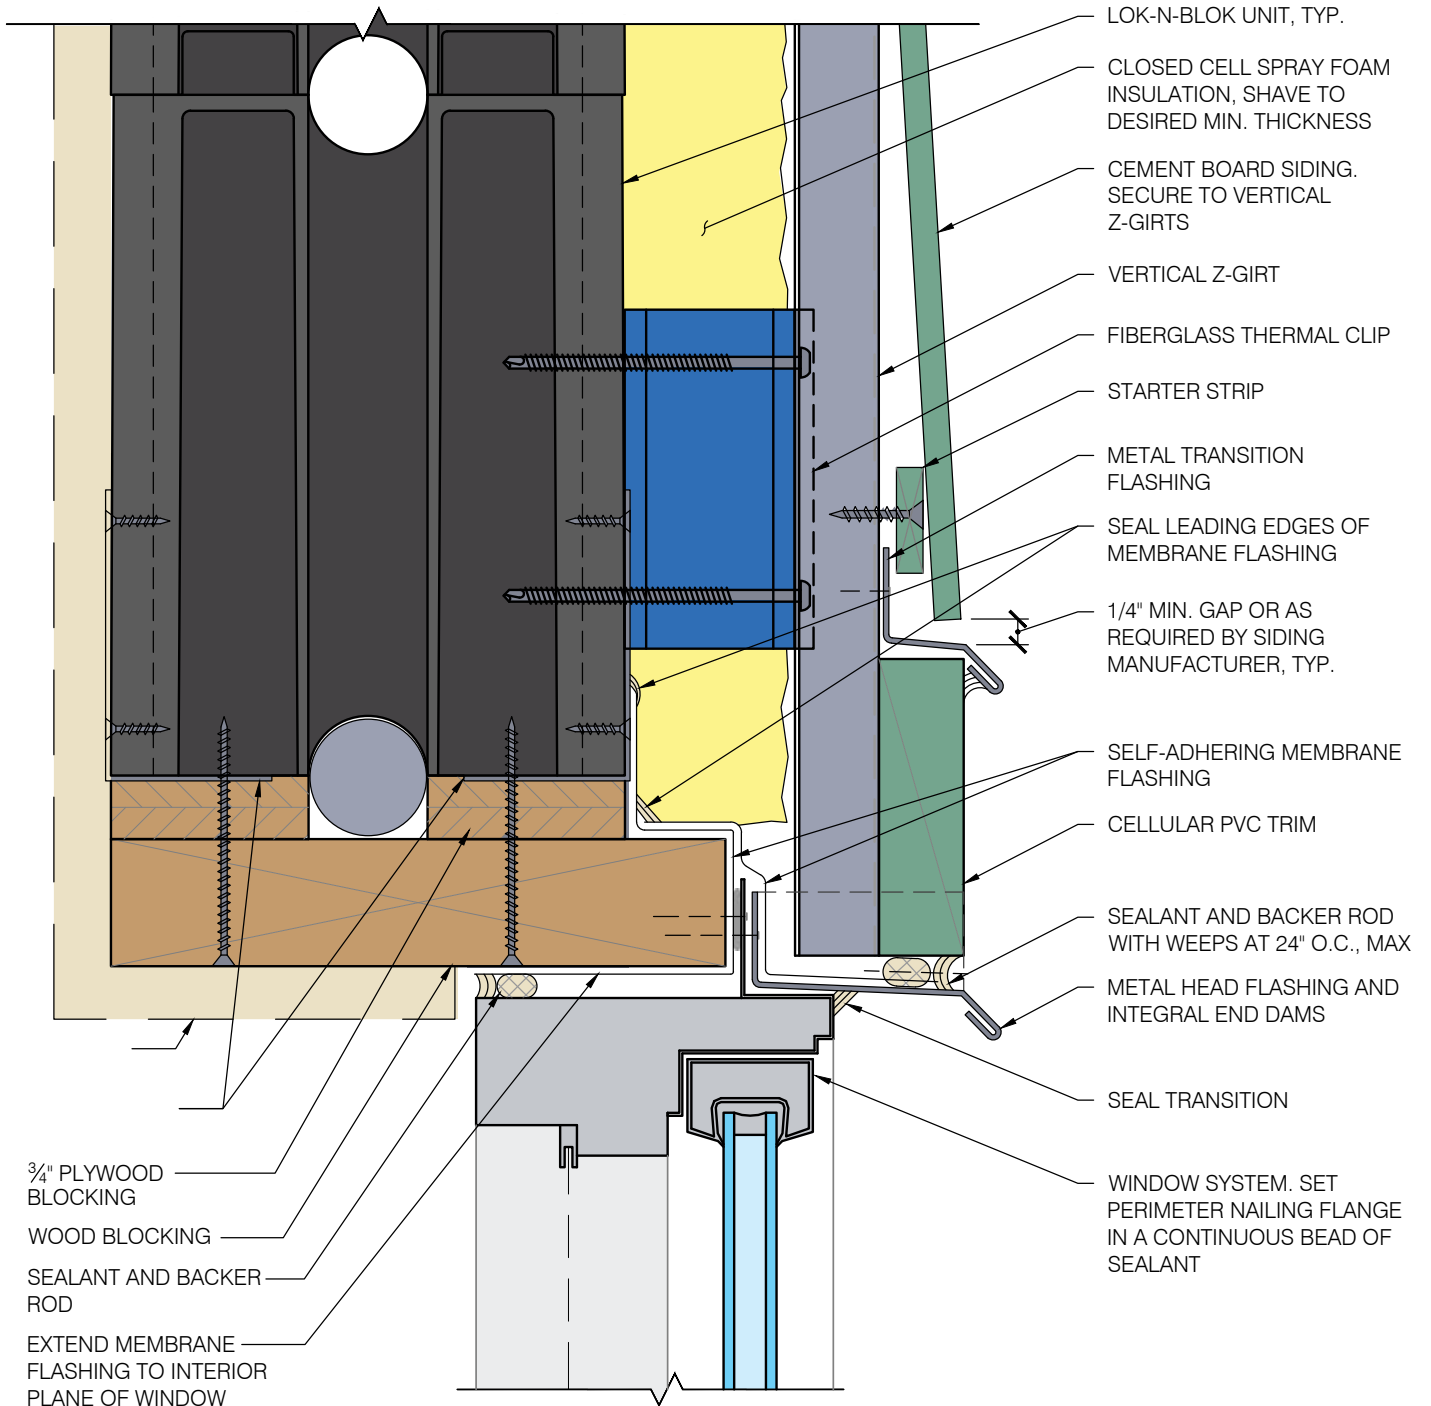 LOK-N-BLOK UNIT, TYP.
CLOSED CELL SPRAY FOAM
INSULATION, SHAVE TO
DESIRED MIN. THICKNESS
CEMENT BOARD SIDING.
SECURE TO VERTICAL
Z-GIRTS
VERTICAL Z-GIRT
FIBERGLASS THERMAL CLIP
STARTER STRIP
METAL TRANSITION
FLASHING
SEAL LEADING EDGES OF
MEMBRANE FLASHING
1/4" MIN. GAP OR AS
REQUIRED BY SIDING
MANUFACTURER, TYP.
SELF-ADHERING MEMBRANE
FLASHING
CELLULAR PVC TRIM
SEALANT AND BACKER ROD
WITH WEEPS AT 24" O.C., MAX
METAL HEAD FLASHING AND
INTEGRAL END DAMS
SEAL TRANSITION
WINDOW SYSTEM. SET
PERIMETER NAILING FLANGE
IN A CONTINUOUS BEAD OF
SEALANT
3/4" PLYWOOD
BLOCKING
WOOD BLOCKING
SEALANT AND BACKER
ROD
EXTEND MEMBRANE
FLASHING TO INTERIOR
PLANE OF WINDOW